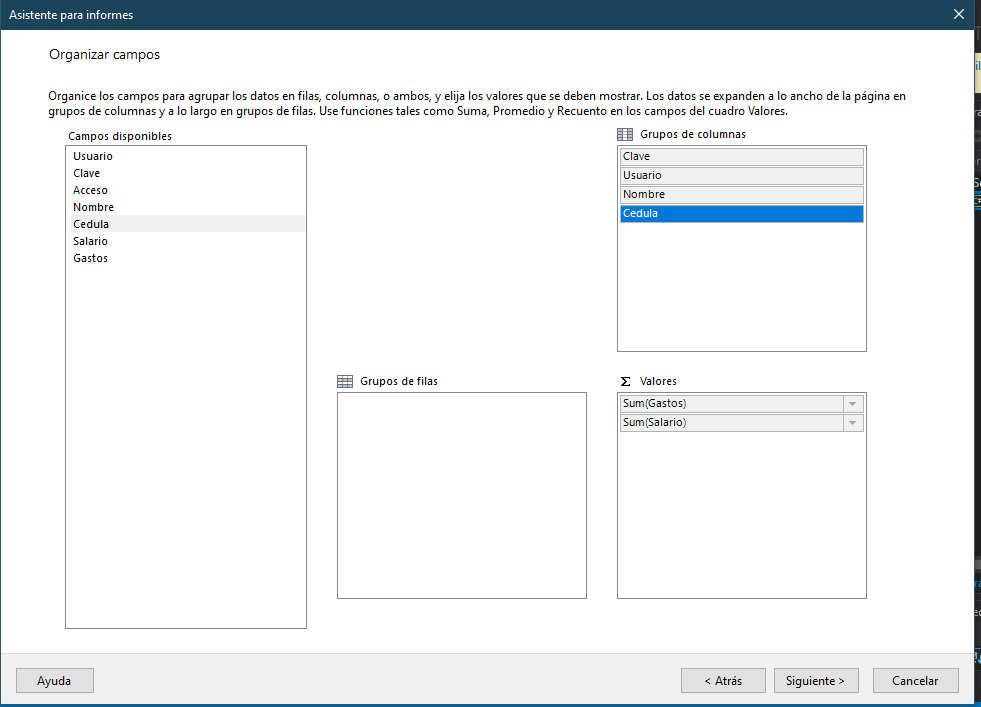 Asistente para informes
Organizar campos
Organice los campos para agrupar los datos en filas, columnas, o ambos, y elija los valores que se deben mostrar. Los datos se expanden a lo ancho de la página en
grupos de columnas y a lo largo en grupos de filas. Use funciones tales como Suma, Promedio y Recuento en los campos del cuadro Valores.
Campos disponibles
Usuario
Clave
Acceso
Nombre
Cedula
Salario
Gastos
Grupos de columnas
Clave
Usuario
Nombre
Cedula
Grupos de filas
Σ Valores
Sum(Gastos)
Sum(Salario)
Ayuda
< Atrás
Siguiente >
Cancelar